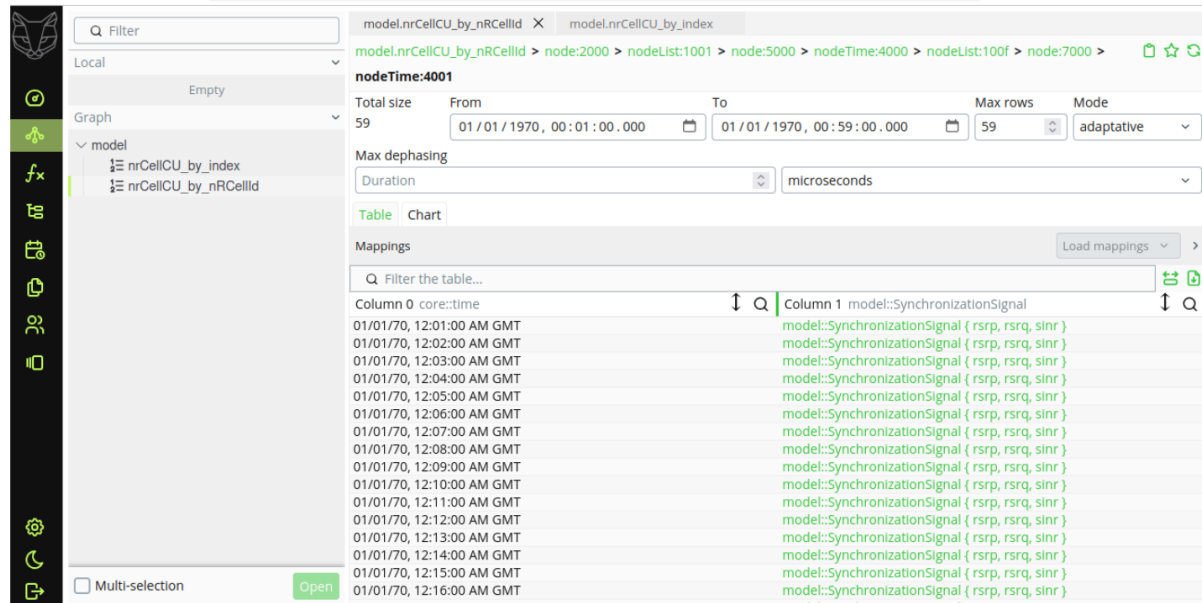 Filter
Local
Empty
Graph
model
nrCellCU_by_index
nrCellCU_by_nRCellId
Multi-selection
Open
model.nrCellCU_by_nRCellId
model.nrCellCU_by_index
model.nrCellCU_by_nRCellId > node:2000 > nodeList:1001 > node:5000 > nodeTime:4000 > nodeList:100f > node:7000 >
nodeTime:4001
Total size From To Max rows Mode
59 01/01/1970, 00:01:00.000 01/01/1970, 00:59:00.000 59 adaptative
Max dephasing
Duration microseconds
Table Chart
Mappings Load mappings
Filter the table...
Column 0 core::time Column 1 model::SynchronizationSignal
01/01/70, 12:01:00 AM GMT model::SynchronizationSignal { rsrp, rsrq, sinr }
01/01/70, 12:02:00 AM GMT model::SynchronizationSignal { rsrp, rsrq, sinr }
01/01/70, 12:03:00 AM GMT model::SynchronizationSignal { rsrp, rsrq, sinr }
01/01/70, 12:04:00 AM GMT model::SynchronizationSignal { rsrp, rsrq, sinr }
01/01/70, 12:05:00 AM GMT model::SynchronizationSignal { rsrp, rsrq, sinr }
01/01/70, 12:06:00 AM GMT model::SynchronizationSignal { rsrp, rsrq, sinr }
01/01/70, 12:07:00 AM GMT model::SynchronizationSignal { rsrp, rsrq, sinr }
01/01/70, 12:08:00 AM GMT model::SynchronizationSignal { rsrp, rsrq, sinr }
01/01/70, 12:09:00 AM GMT model::SynchronizationSignal { rsrp, rsrq, sinr }
01/01/70, 12:10:00 AM GMT model::SynchronizationSignal { rsrp, rsrq, sinr }
01/01/70, 12:11:00 AM GMT model::SynchronizationSignal { rsrp, rsrq, sinr }
01/01/70, 12:12:00 AM GMT model::SynchronizationSignal { rsrp, rsrq, sinr }
01/01/70, 12:13:00 AM GMT model::SynchronizationSignal { rsrp, rsrq, sinr }
01/01/70, 12:14:00 AM GMT model::SynchronizationSignal { rsrp, rsrq, sinr }
01/01/70, 12:15:00 AM GMT model::SynchronizationSignal { rsrp, rsrq, sinr }
01/01/70, 12:16:00 AM GMT model::SynchronizationSignal { rsrp, rsrq, sinr }